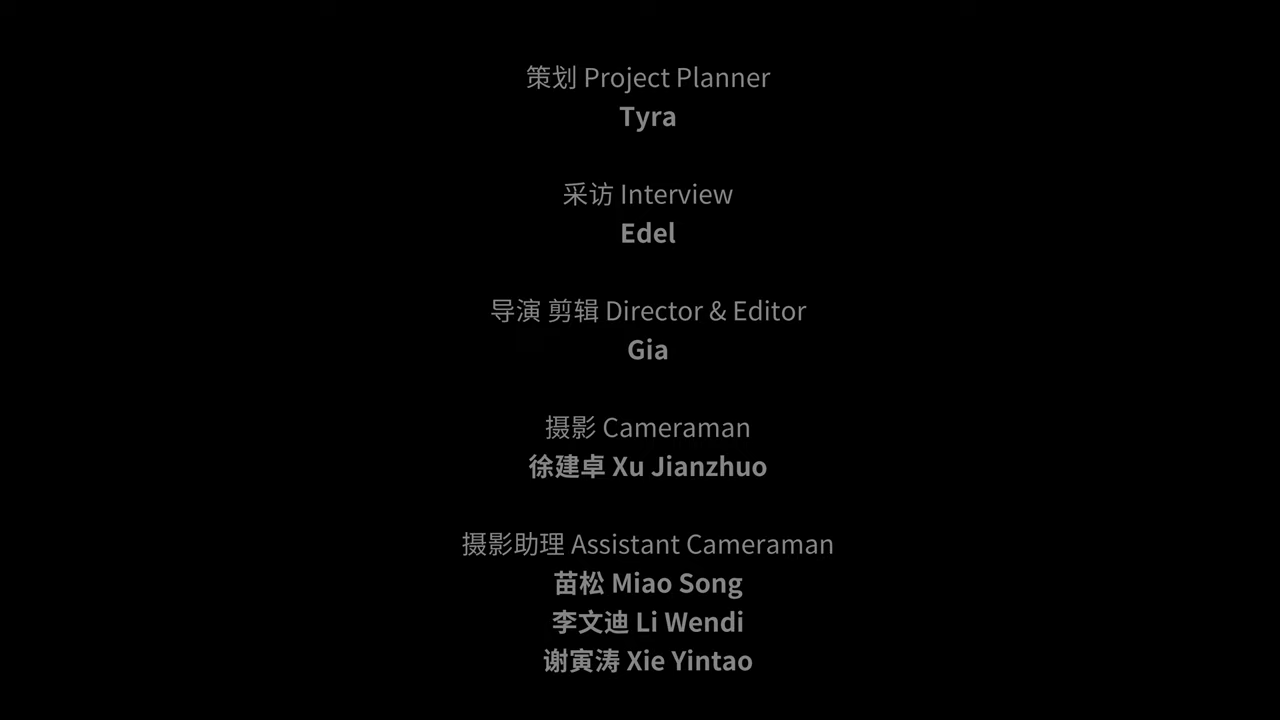 策划 Project Planner
Tyra
采访 Interview
Edel
导演 剪辑 Director & Editor
Gia
摄影 Cameraman
徐建卓 Xu Jianzhuo
摄影助理 Assistant Cameraman
苗松 Miao Song
李文迪 Li Wendi
谢寅涛 Xie Yintao